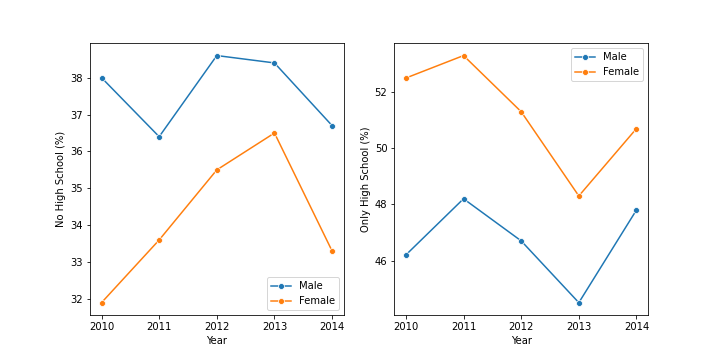 No High School (%)
38
37
36
35
34
33
32
2010 2011 2012 2013 2014
Year
Male
Female
Only High School (%)
52
50
48
46
2010 2011 2012 2013 2014
Year
Male
Female